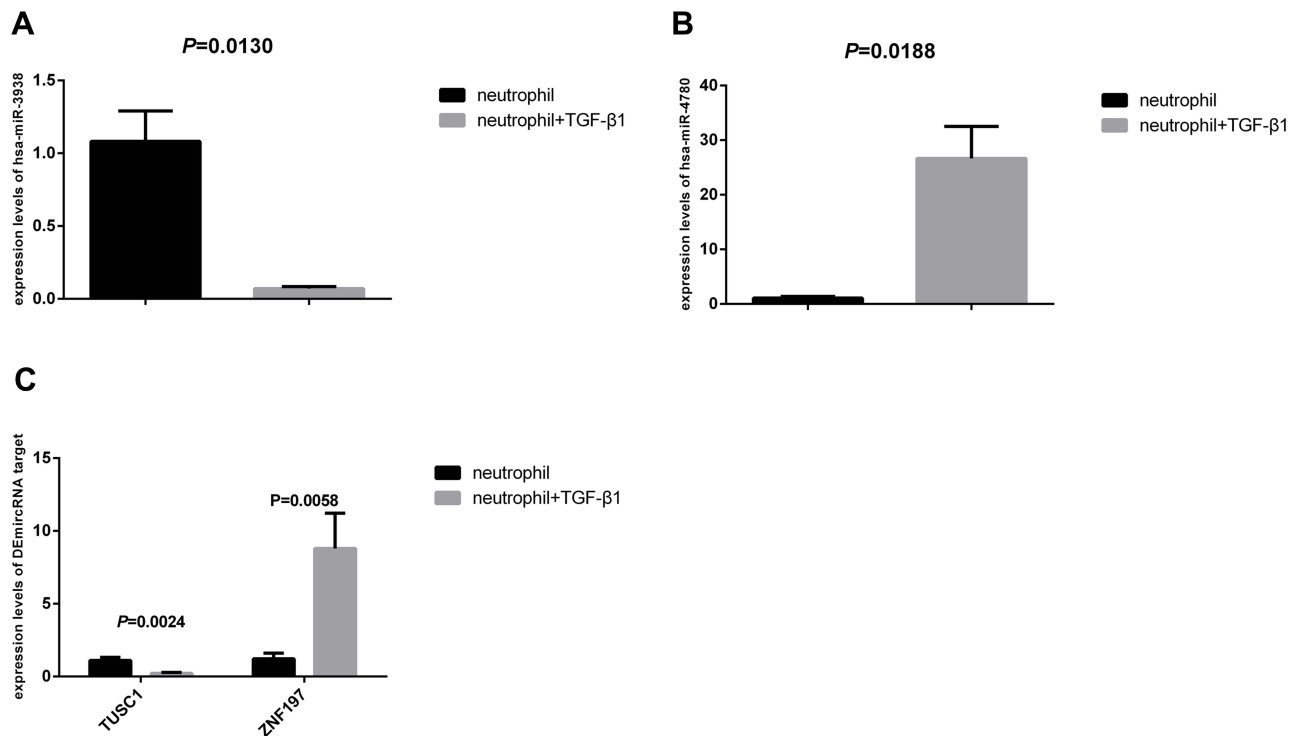 A
P=0.0130
expression levels of hsa-miR-3938
1.5
1.0
0.5
0.0
neutrophil
neutrophil+TGF-β1
B
P=0.0188
expression levels of hsa-miR-4780
40
30
20
10
0
neutrophil
neutrophil+TGF-β1
C
expression levels of DEmircRNA target
15
10
5
0
P=0.0024
P=0.0058
TUSC1
ZNF197
neutrophil
neutrophil+TGF-β1